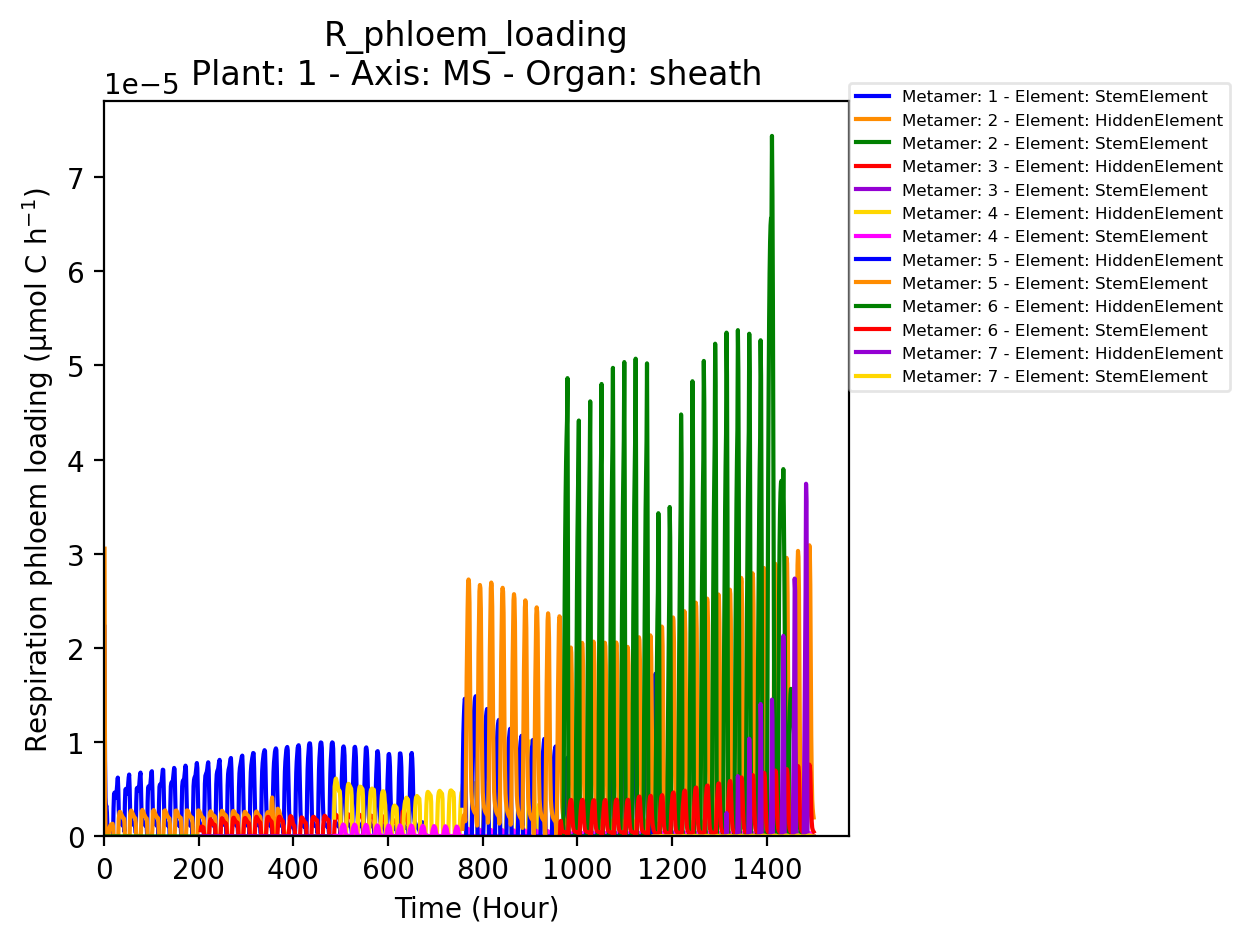 R_phloem_loading
Plant: 1 - Axis: MS - Organ: sheath
1e−5
Respiration phloem loading (µmol C h⁻¹)
7
6
5
4
3
2
1
0
0 200 400 600 800 1000 1200 1400
Time (Hour)
Metamer: 1 - Element: StemElement
Metamer: 2 - Element: HiddenElement
Metamer: 2 - Element: StemElement
Metamer: 3 - Element: HiddenElement
Metamer: 3 - Element: StemElement
Metamer: 4 - Element: HiddenElement
Metamer: 4 - Element: StemElement
Metamer: 5 - Element: HiddenElement
Metamer: 5 - Element: StemElement
Metamer: 6 - Element: HiddenElement
Metamer: 6 - Element: StemElement
Metamer: 7 - Element: HiddenElement
Metamer: 7 - Element: StemElement